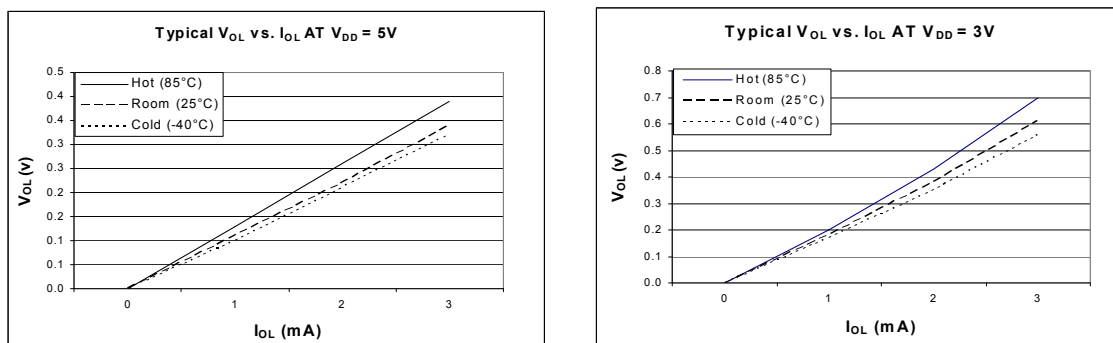 Typical VOL vs. IOL AT VDD = 5V
0.5
0.4
0.4
0.3
0.3
0.2
0.2
0.1
0.1
0.0
VOL (v)
Hot (85°C)
Room (25°C)
Cold (-40°C)
0 1 2 3
IOL (mA)
Typical VOL vs. IOL AT VDD = 3V
0.8
0.7
0.6
0.5
0.4
0.3
0.2
0.1
0.0
VOL (v)
Hot (85°C)
Room (25°C)
Cold (-40°C)
0 1 2 3
IOL (mA)